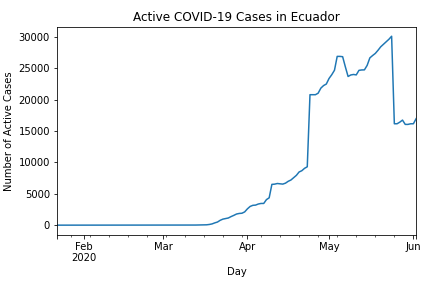 Active COVID-19 Cases in Ecuador
Number of Active Cases
30000
25000
20000
15000
10000
5000
0
Feb
2020
Mar
Apr
May
Jun
Day